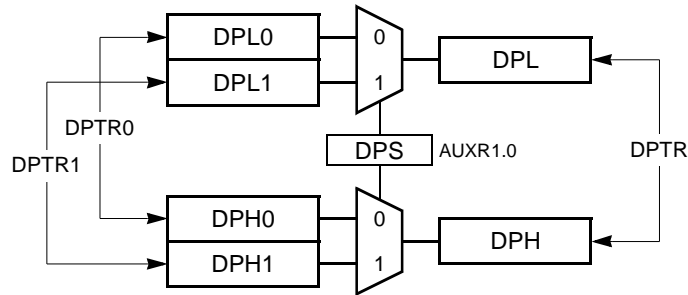 DPL0
0
DPL
DPL1
1
DPTR0
DPTR1
DPS
AUXR1.0
DPTR
DPH0
0
DPH
DPH1
1